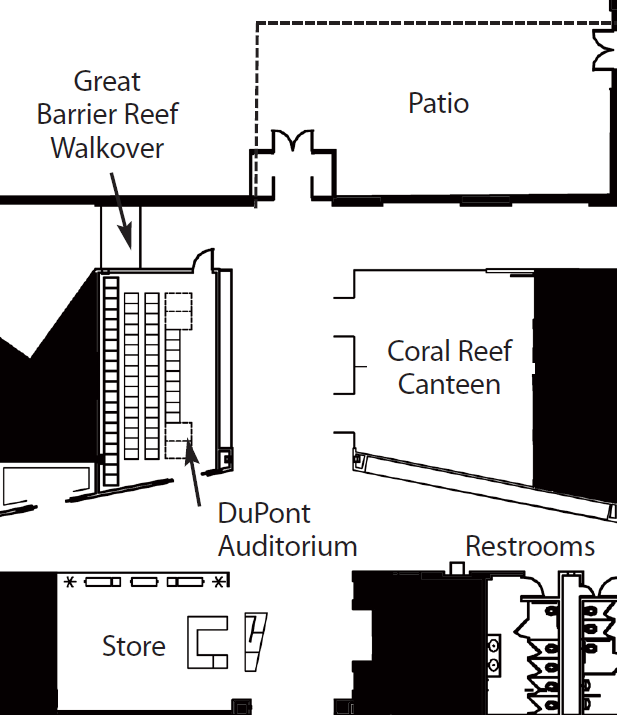 Great
Barrier Reef
Walkover
Patio
Coral Reef
Canteen
DuPont
Auditorium
Restrooms
Store